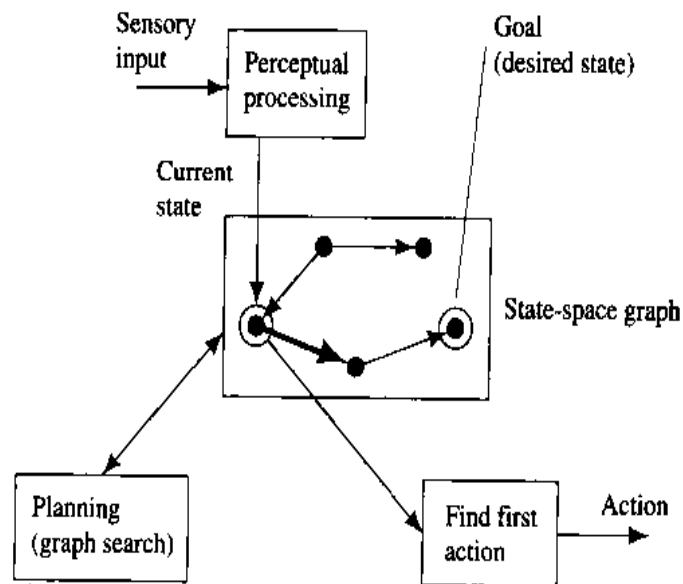 Sensory
input
Perceptual
processing
Goal
(desired state)
Current
state
State-space graph
Planning
(graph search)
Find first
action
Action